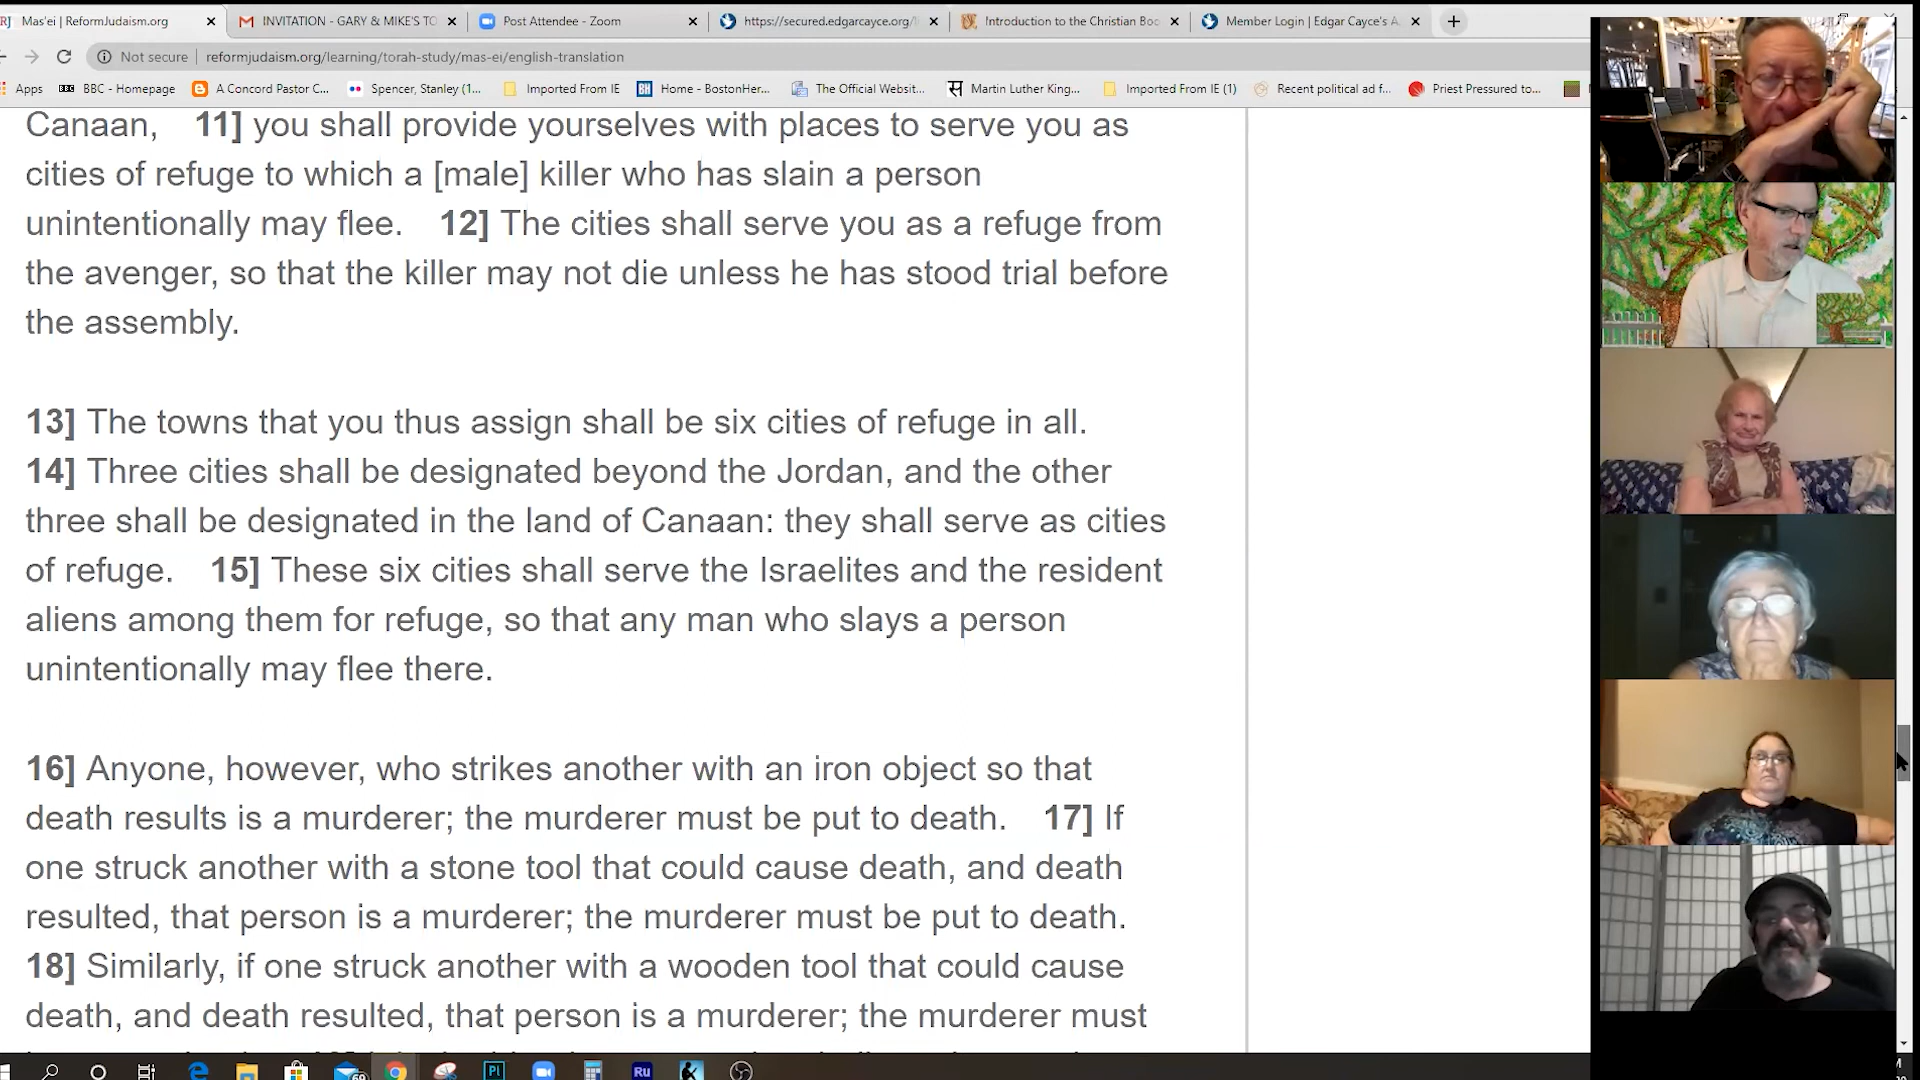 Mas'ei | ReformJudaism.org
INVITATION - GARY & MIKE'S TO
Post Attendee - Zoom
https://secured.edgarcayce.org/
Introduction to the Christian Boo
Member Login | Edgar Cayce's A
Not secure | reformjudaism.org/learning/torah-study/mas-ei/english-translation
Apps BBC - Homepage A Concord Pastor C... Spencer, Stanley (1... Imported From IE Home - BostonHer... The Official Websit... Martin Luther King... Imported From IE (1) Recent political ad f... Priest Pressured to...
Canaan, 11] you shall provide yourselves with places to serve you as
cities of refuge to which a [male] killer who has slain a person
unintentionally may flee. 12] The cities shall serve you as a refuge from
the avenger, so that the killer may not die unless he has stood trial before
the assembly.
13] The towns that you thus assign shall be six cities of refuge in all.
14] Three cities shall be designated beyond the Jordan, and the other
three shall be designated in the land of Canaan: they shall serve as cities
of refuge. 15] These six cities shall serve the Israelites and the resident
aliens among them for refuge, so that any man who slays a person
unintentionally may flee there.
16] Anyone, however, who strikes another with an iron object so that
death results is a murderer; the murderer must be put to death. 17] If
one struck another with a stone tool that could cause death, and death
resulted, that person is a murderer; the murderer must be put to death.
18] Similarly, if one struck another with a wooden tool that could cause
death, and death resulted, that person is a murderer; the murderer must
Pl Ru